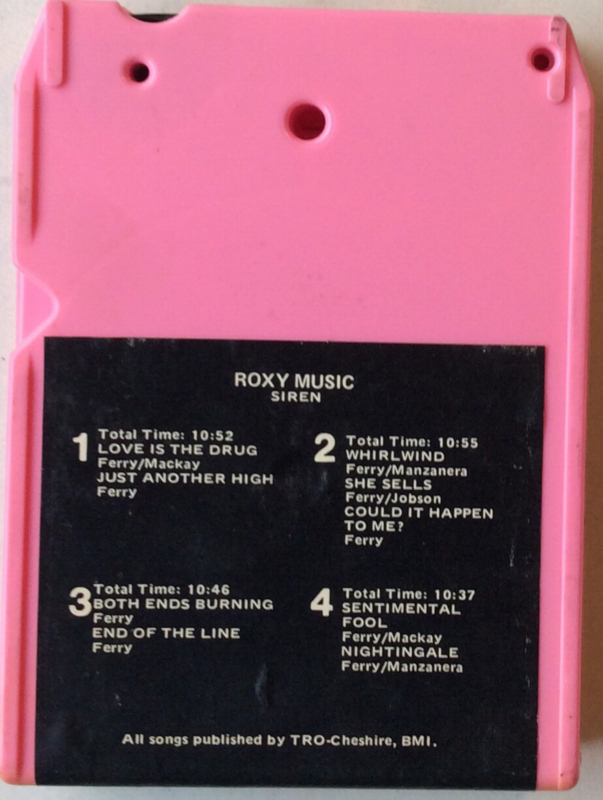 ROXY MUSIC
SIREN
1
Total Time: 10:52
LOVE IS THE DRUG
Ferry/Mackay
JUST ANOTHER HIGH
Ferry
2
Total Time: 10:55
WHIRLWIND
Ferry/Manzanera
SHE SELLS
Ferry/Jobson
COULD IT HAPPEN
TO ME?
Ferry
3
Total Time: 10:46
BOTH ENDS BURNING
Ferry
END OF THE LINE
Ferry
4
Total Time: 10:37
SENTIMENTAL
FOOL
Ferry/Mackay
NIGHTINGALE
Ferry/Manzanera
All songs published by TRO-Cheshire, BMI.